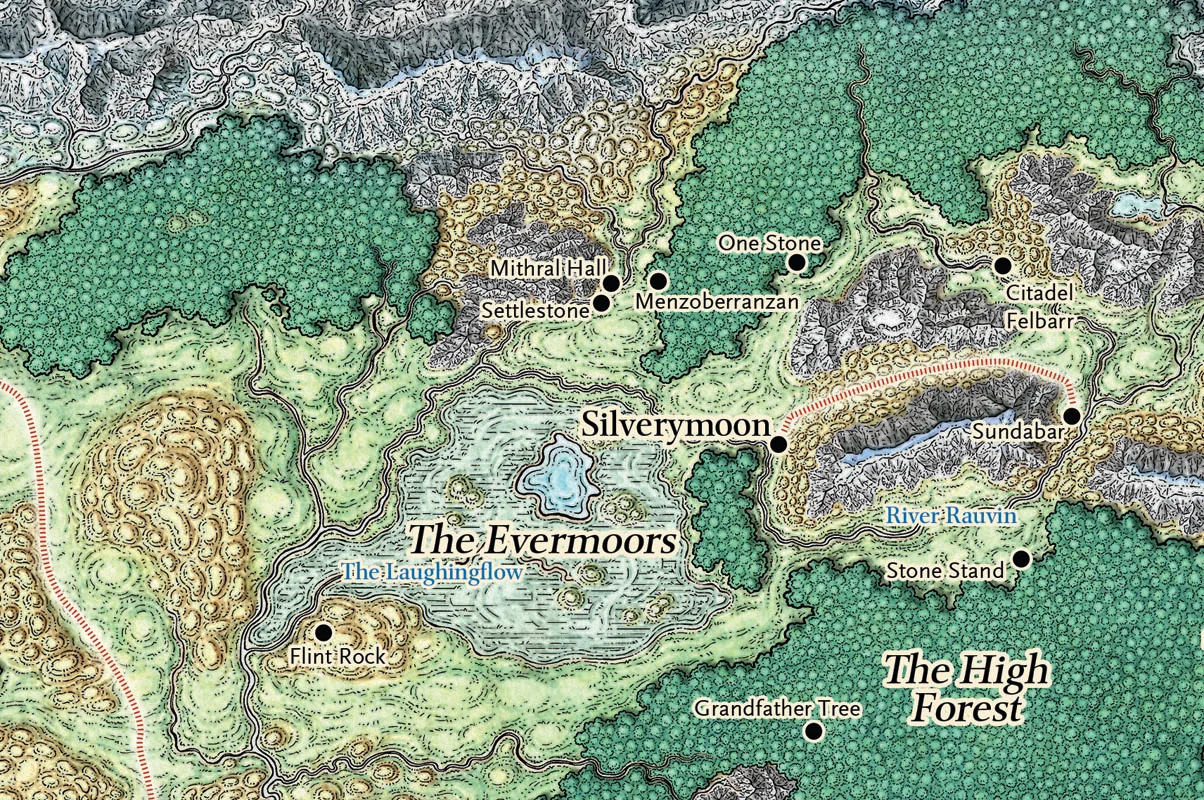 One Stone
Mithral Hall
Settlestone
Menzoberranzan
Citadel
Felbarr
Silverymoon
Sundabar
River Rauvin
The Evermoors
The Laughingflow
Stone Stand
Flint Rock
The High
Forest
Grandfather Tree